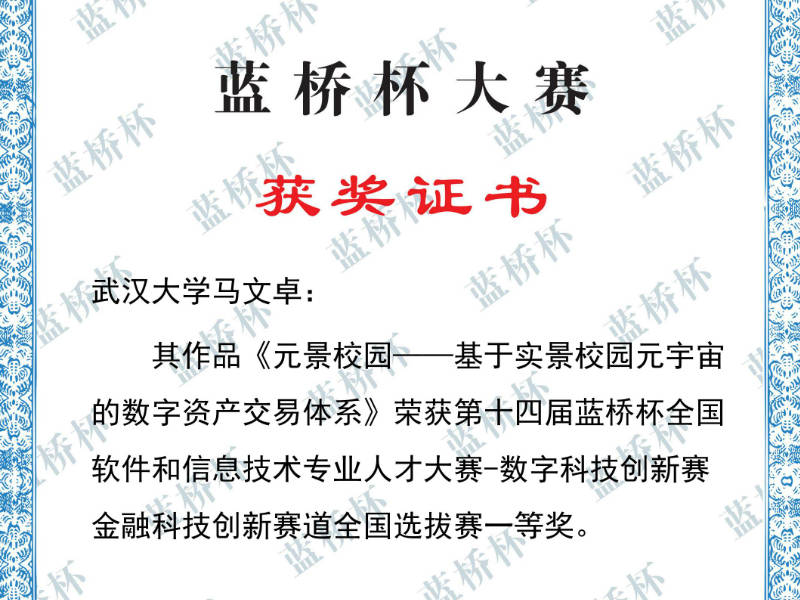 蓝桥杯大赛
获奖证书
武汉大学马文卓：
其作品《元景校园——基于实景校园元宇宙
的数字资产交易体系》荣获第十四届蓝桥杯全国
软件和信息技术专业人才大赛-数字科技创新赛
金融科技创新赛道全国选拔赛一等奖。